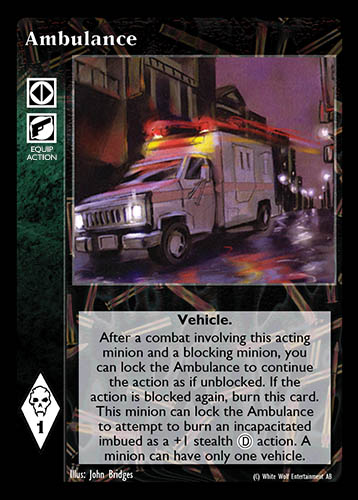 Ambulance
EQUIP
ACTION
Vehicle.
After a combat involving this acting
minion and a blocking minion, you
can lock the Ambulance to continue
the action as if unblocked. If the
action is blocked again, burn this card.
This minion can lock the Ambulance
to attempt to burn an incapacitated
imbued as a +1 stealth Ⓓ action. A
minion can have only one vehicle.
1
Illus: John Bridges
(C) White Wolf Entertainment AB